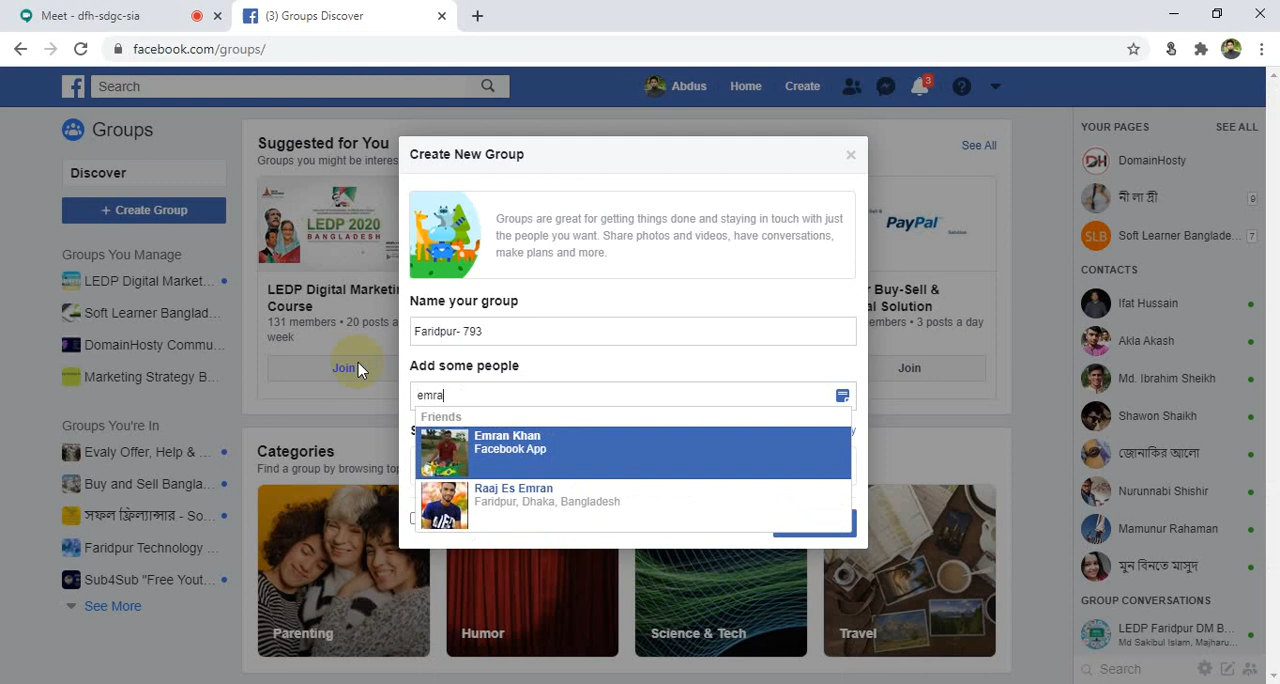 Meet - dfh-sdgc-sia
(3) Groups Discover
facebook.com/groups/
Search
Abdus
Home
Create
3
Groups
Discover
+ Create Group
Groups You Manage
LEDP Digital Market...
Soft Learner Banglad...
DomainHosty Commu...
Marketing Strategy B...
Groups You're In
Evaly Offer, Help & ...
Buy and Sell Bangla...
সফল ফ্রিল্যান্সার - So...
Faridpur Technology ...
Sub4Sub "Free Yout...
See More
Suggested for You
Groups you might be interes
See All
LEDP 2020
BANGLADESH
LEDP Digital Marketin
Course
131 members • 20 posts a
week
Join
PayPal
r Buy-Sell &
al Solution
embers • 3 posts a day
Join
Categories
Find a group by browsing top
Parenting
Humor
Science & Tech
Travel
Create New Group
Groups are great for getting things done and staying in touch with just
the people you want. Share photos and videos, have conversations,
make plans and more.
Name your group
Faridpur- 793
Add some people
emra
Friends
Emran Khan
Facebook App
Raaj Es Emran
Faridpur, Dhaka, Bangladesh
YOUR PAGES
SEE ALL
DH
DomainHosty
নী লা দ্রী
9
SLB
Soft Learner Banglade...
7
CONTACTS
Ifat Hussain
Akla Akash
Md. Ibrahim Sheikh
Shawon Shaikh
জোনাকির আলো
Nurunnabi Shishir
Mamunur Rahaman
মুন বিনতে মাসুদ
GROUP CONVERSATIONS
LEDP Faridpur DM B...
Md Sakibul Islam, Majharu...
Search